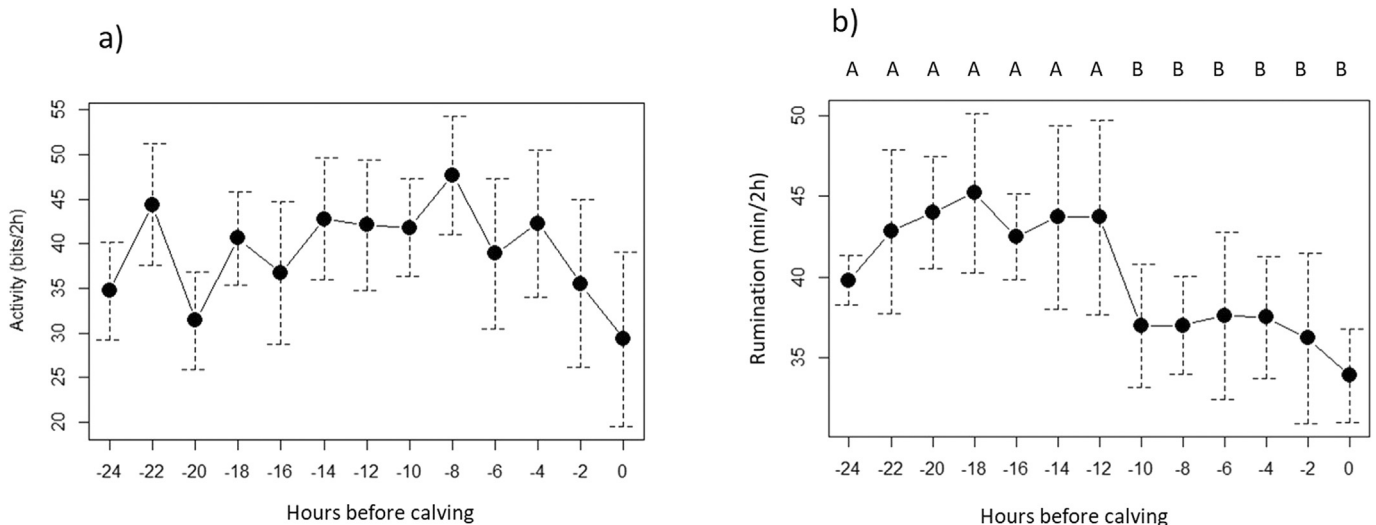 a)
Activity (bits/2h)
55
50
45
40
35
30
25
20
-24 -22 -20 -18 -16 -14 -12 -10 -8 -6 -4 -2 0
Hours before calving
b)
A A A A A A A B B B B B B
Rumination (min/2h)
50
45
40
35
-24 -22 -20 -18 -16 -14 -12 -10 -8 -6 -4 -2 0
Hours before calving